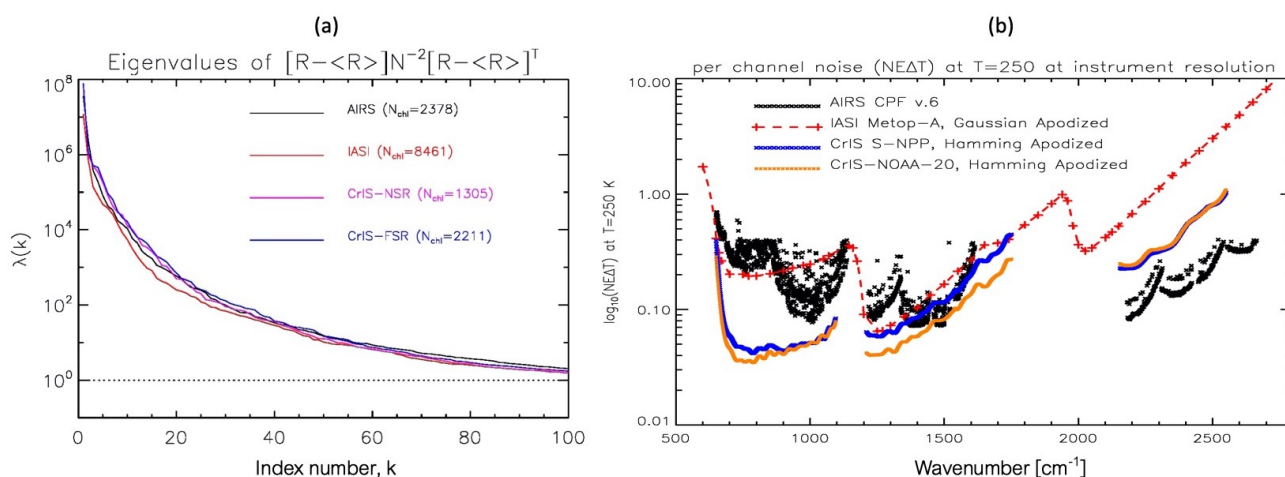 (a)
Eigenvalues of [R-<R>]N⁻²[R-<R>]ᵀ
10⁸
10⁶
10⁴
10²
10⁰
λ(k)
AIRS (Nchl=2378)
IASI (Nchl=8461)
CrIS-NSR (Nchl=1305)
CrIS-FSR (Nchl=2211)
0 20 40 60 80 100
Index number, k
(b)
per channel noise (NEΔT) at T=250 at instrument resolution
10.00
1.00
0.10
0.01
log₁₀(NEΔT) at T=250 K
AIRS CPF v.6
IASI Metop-A, Gaussian Apodized
CrIS S-NPP, Hamming Apodized
CrIS-NOAA-20, Hamming Apodized
500 1000 1500 2000 2500
Wavenumber [cm⁻¹]